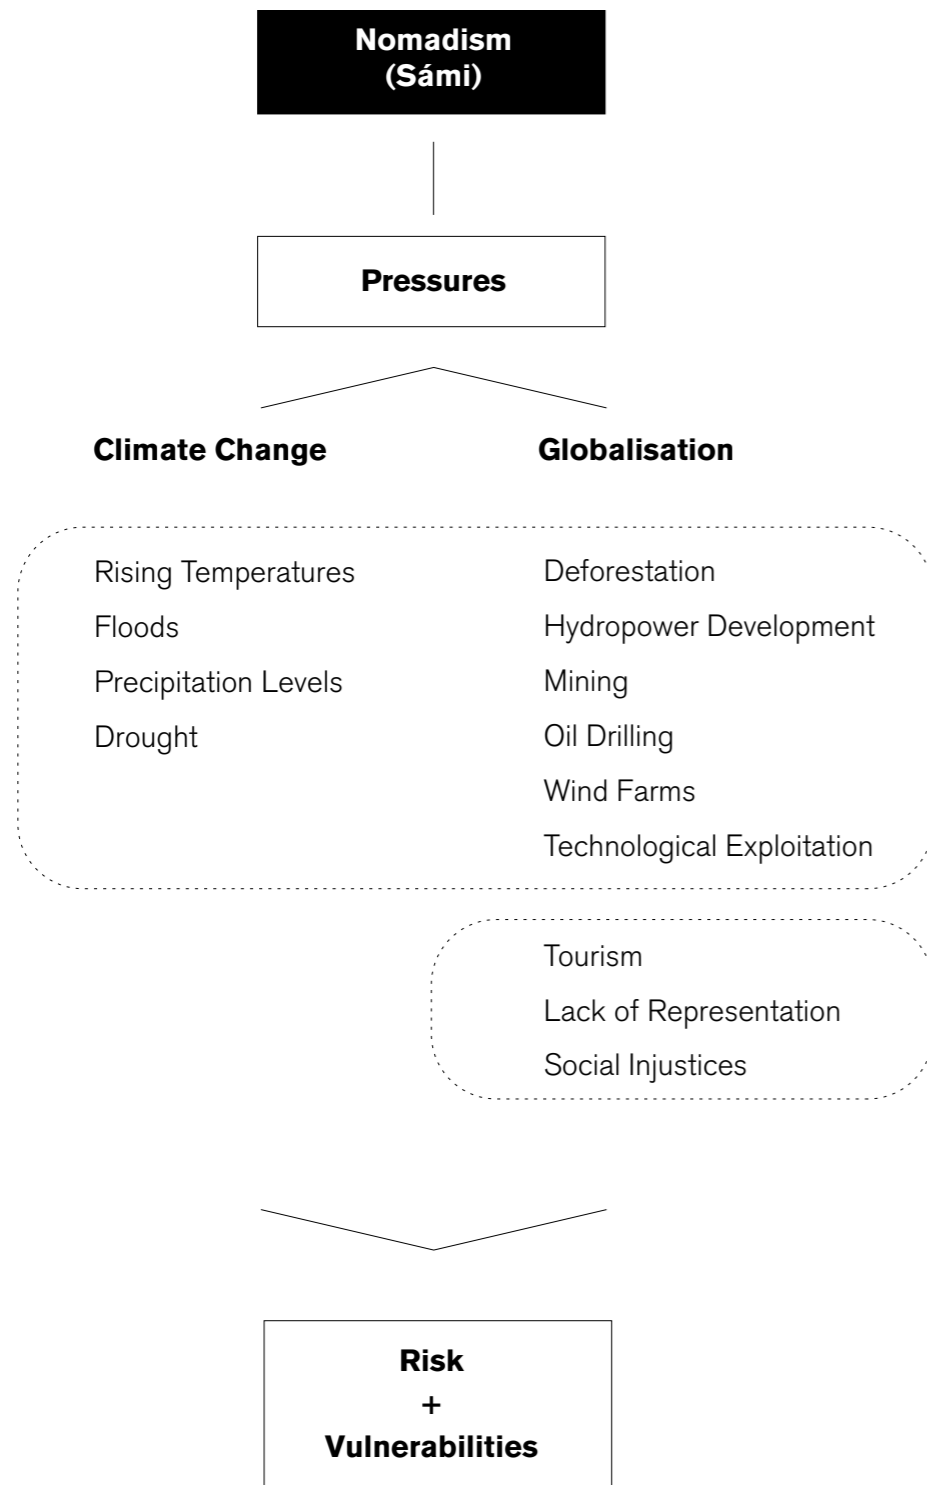 Nomadism
(Sámi)
Pressures
Climate Change
Globalisation
Rising Temperatures
Floods
Precipitation Levels
Drought
Deforestation
Hydropower Development
Mining
Oil Drilling
Wind Farms
Technological Exploitation
Tourism
Lack of Representation
Social Injustices
Risk
+
Vulnerabilities